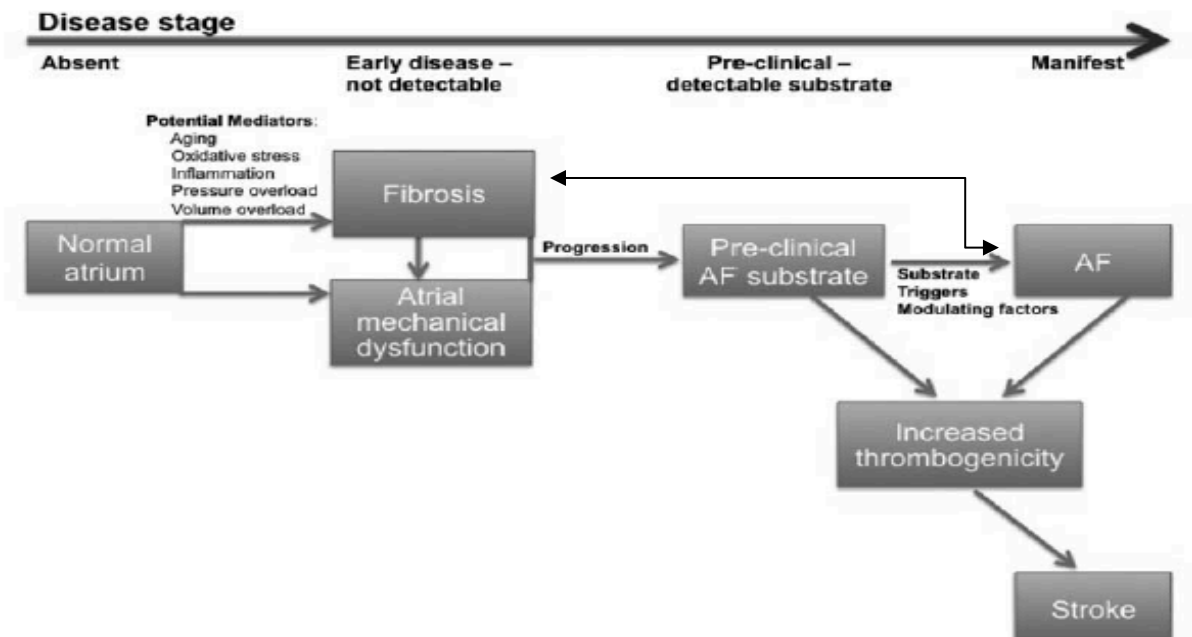 Disease stage
Absent
Early disease –
not detectable
Pre-clinical –
detectable substrate
Manifest
Potential Mediators:
Aging
Oxidative stress
Inflammation
Pressure overload
Volume overload
Normal
atrium
Fibrosis
Atrial
mechanical
dysfunction
Progression
Pre-clinical
AF substrate
Substrate
Triggers
Modulating factors
AF
Increased
thrombogenicity
Stroke